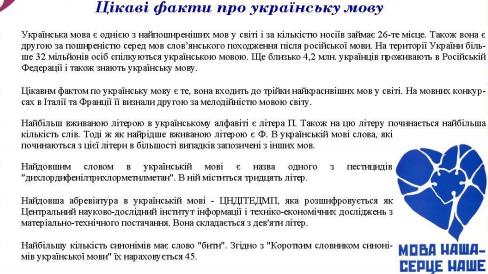 Цікаві факти про українську мову
Українська мова є однією з найпоширеніших мов у світі і за кількістю носіїв займає 26-те місце. Також вона є
другою за поширеністю серед мов слов'янського походження після російської мови. На території України біль-
ше 32 мільйонів осіб спілкуються українською мовою. Ще близько 4,2 млн. українців проживають в Російській
Федерації і також знають українську мову.
Цікавим фактом по українську мову є те, вона входить до трійки найкрасивіших мов у світі. На мовних конкур-
сах в Італії та Франції її визнали другою за мелодійністю мовою світу.
Найбільш вживаною літерою в українському алфавіті є літера П. Також на цю літеру починається найбільша
кількість слів. Тоді ж як найрідше вживаною літерою є Ф. В українській мові слова, які
починаються з цієї літери в більшості випадків запозичені з інших мов.
Найдовшим словом в українській мові є назва одного з пестицидів
"дихлордифенілтрихлорметилметан". В ній міститься тридцять літер.
Найдовша абревіатура в українській мові - ЦНДІТЕДМП, яка розшифровується як
Центральний науково-дослідний інститут інформації і техніко-економічних досліджень з
матеріально-технічного постачання. Вона складається з дев'яти літер.
Найбільшу кількість синонімів має слово "бити". Згідно з "Коротким словником синоні-
мів української мови" їх нараховується 45.
МОВА НАША-
СЕРЦЕ НАШЕ